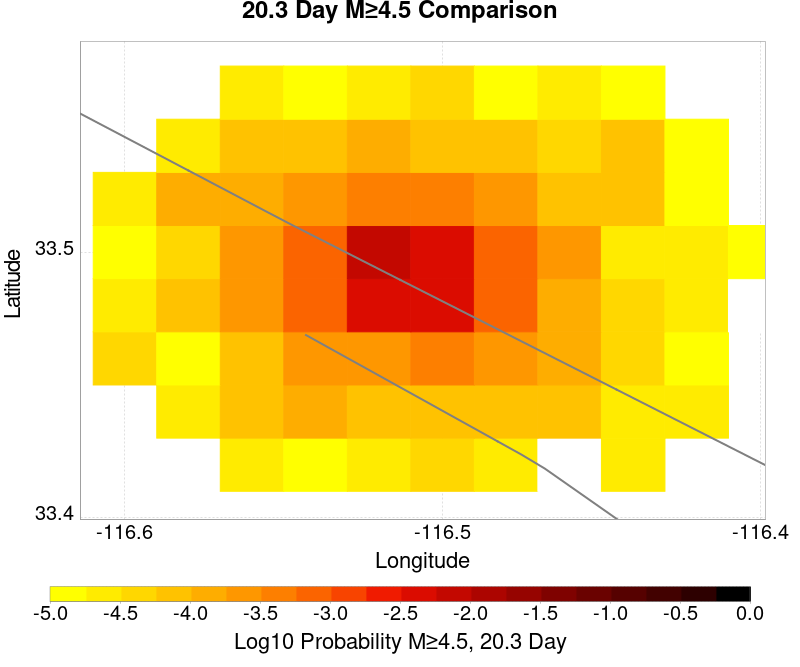 20.3 Day M≥4.5 Comparison
Latitude
33.5
33.4
-116.6 -116.5 -116.4
Longitude
-5.0 -4.5 -4.0 -3.5 -3.0 -2.5 -2.0 -1.5 -1.0 -0.5 0.0
Log10 Probability M≥4.5, 20.3 Day